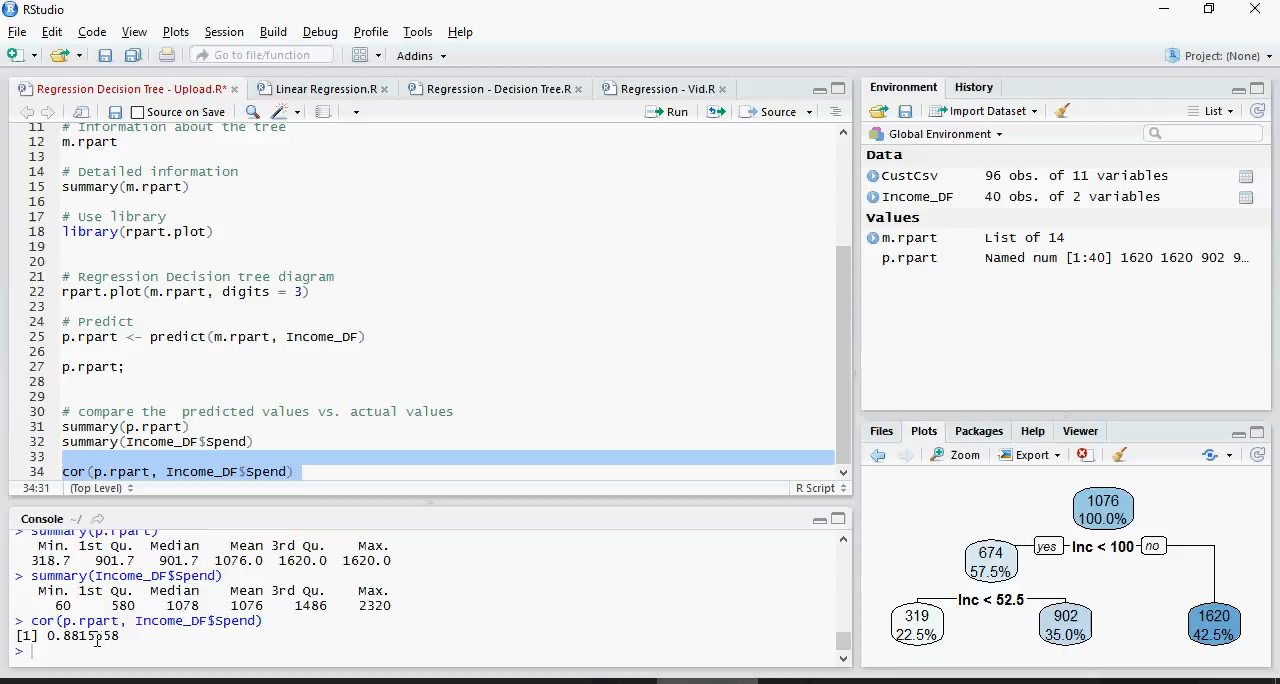 RStudio
File Edit Code View Plots Session Build Debug Profile Tools Help
Go to file/function Addins Project: (None)
Regression Decision Tree - Upload.R* Linear Regression.R Regression - Decision Tree.R Regression - Vid.R
Source on Save Run Source
11 # Information about the tree
12 m.rpart
13
14 # Detailed information
15 summary(m.rpart)
16
17 # Use library
18 library(rpart.plot)
19
20
21 # Regression Decision tree diagram
22 rpart.plot(m.rpart, digits = 3)
23
24 # Predict
25 p.rpart <- predict(m.rpart, Income_DF)
26
27 p.rpart;
28
29
30 # compare the  predicted values vs. actual values
31 summary(p.rpart)
32 summary(Income_DF$Spend)
33
34 cor(p.rpart, Income_DF$Spend)
34:31 (Top Level) R Script
Console ~/
> summary(p.rpart)
Min. 1st Qu. Median Mean 3rd Qu. Max.
318.7 901.7 901.7 1076.0 1620.0 1620.0
> summary(Income_DF$Spend)
Min. 1st Qu. Median Mean 3rd Qu. Max.
60 580 1078 1076 1486 2320
> cor(p.rpart, Income_DF$Spend)
[1]
>
Environment History
Import Dataset List
Global Environment
Data
CustCsv 96 obs. of 11 variables
Income_DF 40 obs. of 2 variables
Values
m.rpart List of 14
p.rpart Named num [1:40] 1620 1620 902 9…
Files Plots Packages Help Viewer
Zoom Export
1076
100.0%
yes Inc < 100 no
674
57.5%
Inc < 52.5
319
22.5%
902
35.0%
1620
42.5%